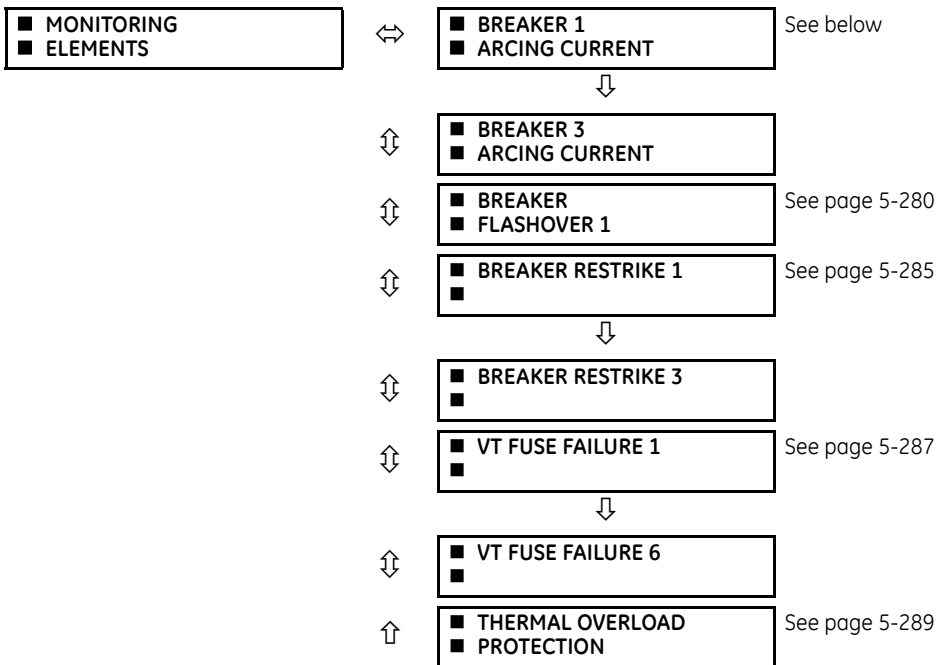 ■ MONITORING
■ ELEMENTS
■ BREAKER 1
■ ARCING CURRENT
See below
■ BREAKER 3
■ ARCING CURRENT
■ BREAKER
■ FLASHOVER 1
See page 5-280
■ BREAKER RESTRIKE 1
■
See page 5-285
■ BREAKER RESTRIKE 3
■
■ VT FUSE FAILURE 1
■
See page 5-287
■ VT FUSE FAILURE 6
■
■ THERMAL OVERLOAD
■ PROTECTION
See page 5-289